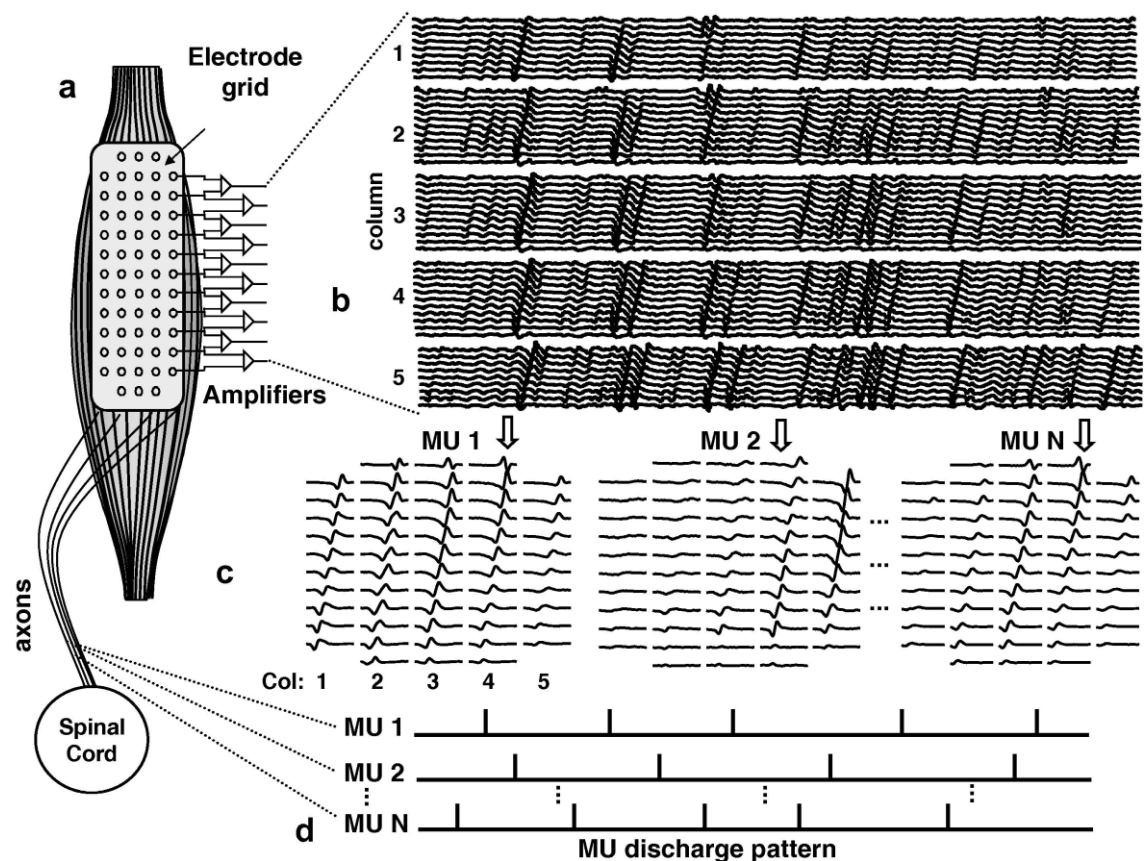 a
Electrode
grid
Amplifiers
axons
Spinal
Cord
b
column
1
2
3
4
5
c
MU 1
MU 2
MU N
...
...
...
Col: 1 2 3 4 5
d
MU 1
MU 2
MU N
MU discharge pattern